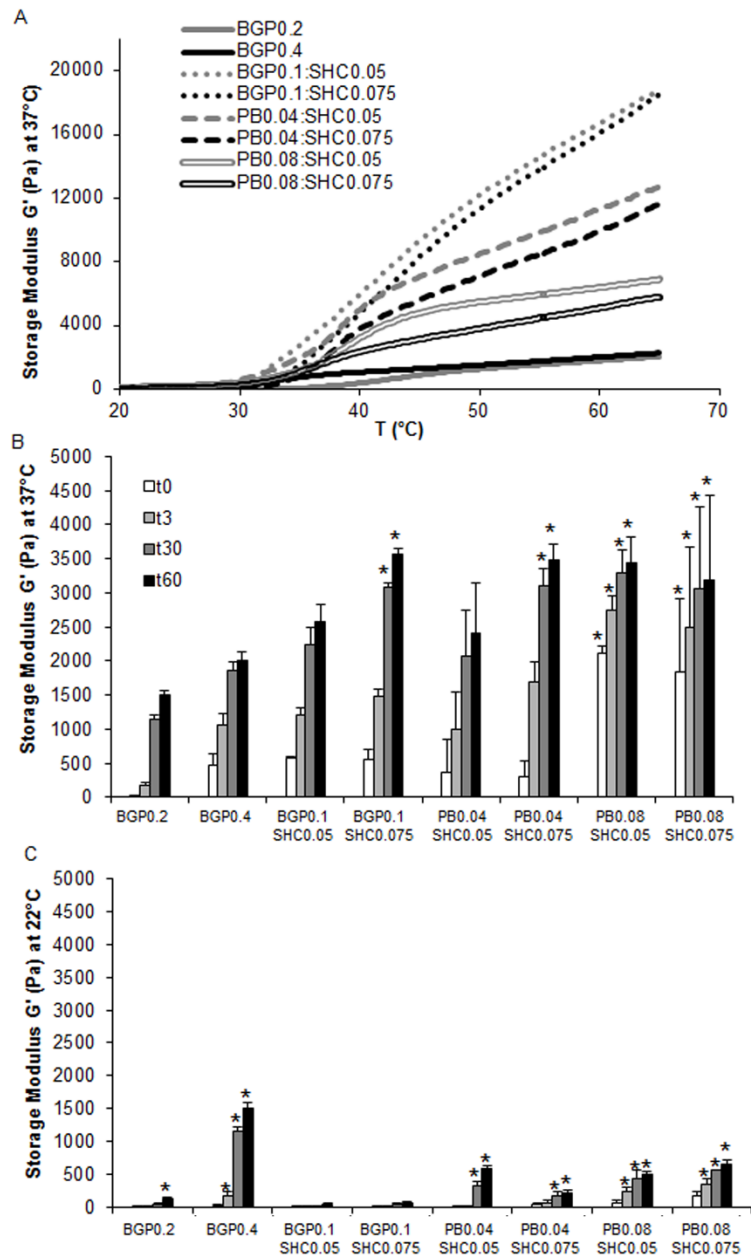 A
BGP0.2
BGP0.4
BGP0.1:SHC0.05
BGP0.1:SHC0.075
PB0.04:SHC0.05
PB0.04:SHC0.075
PB0.08:SHC0.05
PB0.08:SHC0.075
Storage Modulus G' (Pa) at 37°C
20000
16000
12000
8000
4000
0
20 30 40 50 60 70
T (°C)
B
Storage Modulus G' (Pa) at 37°C
5000
4500
4000
3500
3000
2500
2000
1500
1000
500
0
t0
t3
t30
t60
* * * * * * * * * * * *
BGP0.2 BGP0.4 BGP0.1 BGP0.1 PB0.04 PB0.04 PB0.08 PB0.08
SHC0.05 SHC0.075 SHC0.05 SHC0.075 SHC0.05 SHC0.075
C
Storage Modulus G' (Pa) at 22°C
5000
4500
4000
3500
3000
2500
2000
1500
1000
500
0
* * * * * * * * * * * * * *
BGP0.2 BGP0.4 BGP0.1 BGP0.1 PB0.04 PB0.04 PB0.08 PB0.08
SHC0.05 SHC0.075 SHC0.05 SHC0.075 SHC0.05 SHC0.075